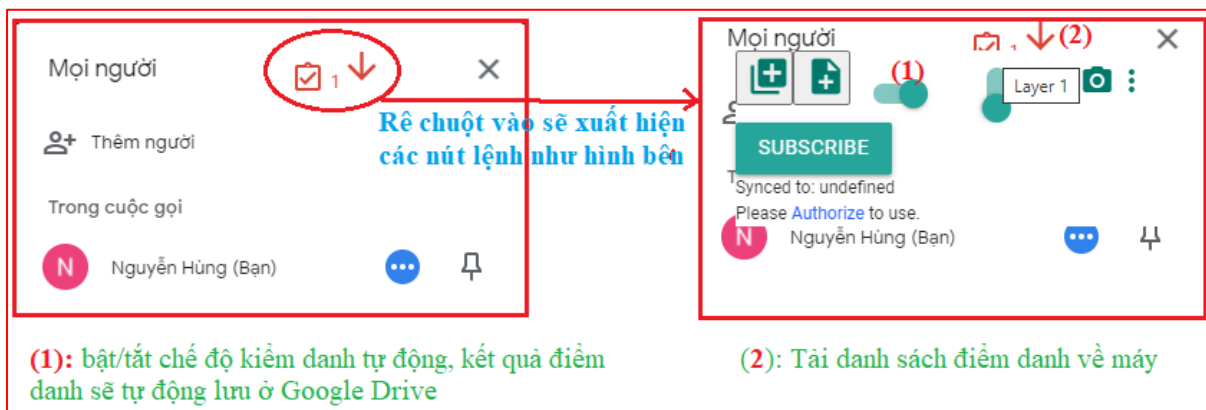 Mọi người
1
Thêm người
Trong cuộc gọi
N
Nguyễn Hùng (Bạn)
Rê chuột vào sẽ xuất hiện
các nút lệnh như hình bên
Mọi người
1
(2)
(1)
Layer 1
SUBSCRIBE
T
Synced to: undefined
Please Authorize to use.
N
Nguyễn Hùng (Bạn)
(1): bật/tắt chế độ kiểm danh tự động, kết quả điểm
danh sẽ tự động lưu ở Google Drive
(2): Tải danh sách điểm danh về máy